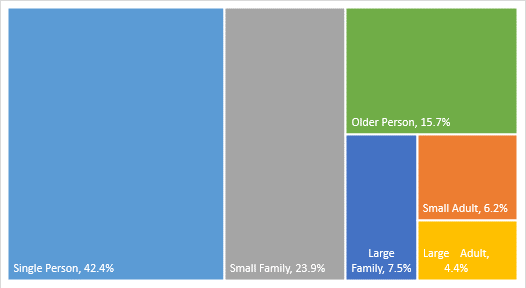 Single Person, 42.4%
Small Family, 23.9%
Older Person, 15.7%
Large
Family, 7.5%
Small Adult, 6.2%
Large Adult,
4.4%